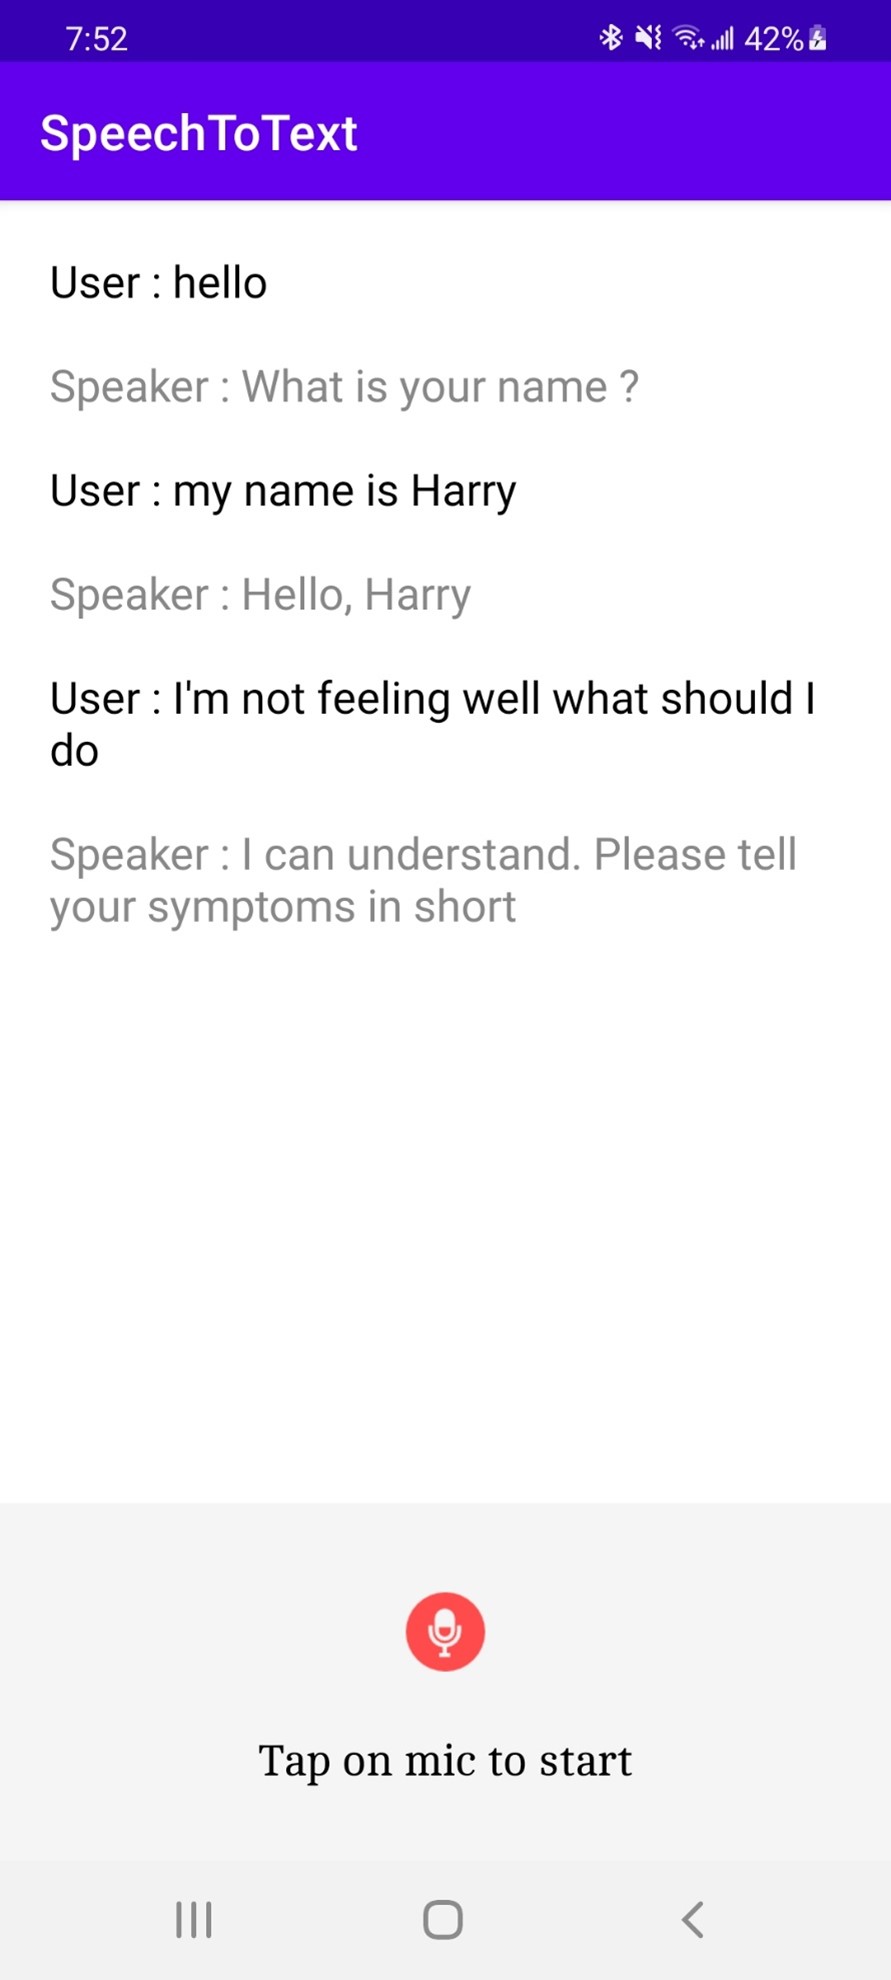 7:52
42%
SpeechToText
User : hello
Speaker : What is your name ?
User : my name is Harry
Speaker : Hello, Harry
User : I'm not feeling well what should I
do
Speaker : I can understand. Please tell
your symptoms in short
Tap on mic to start